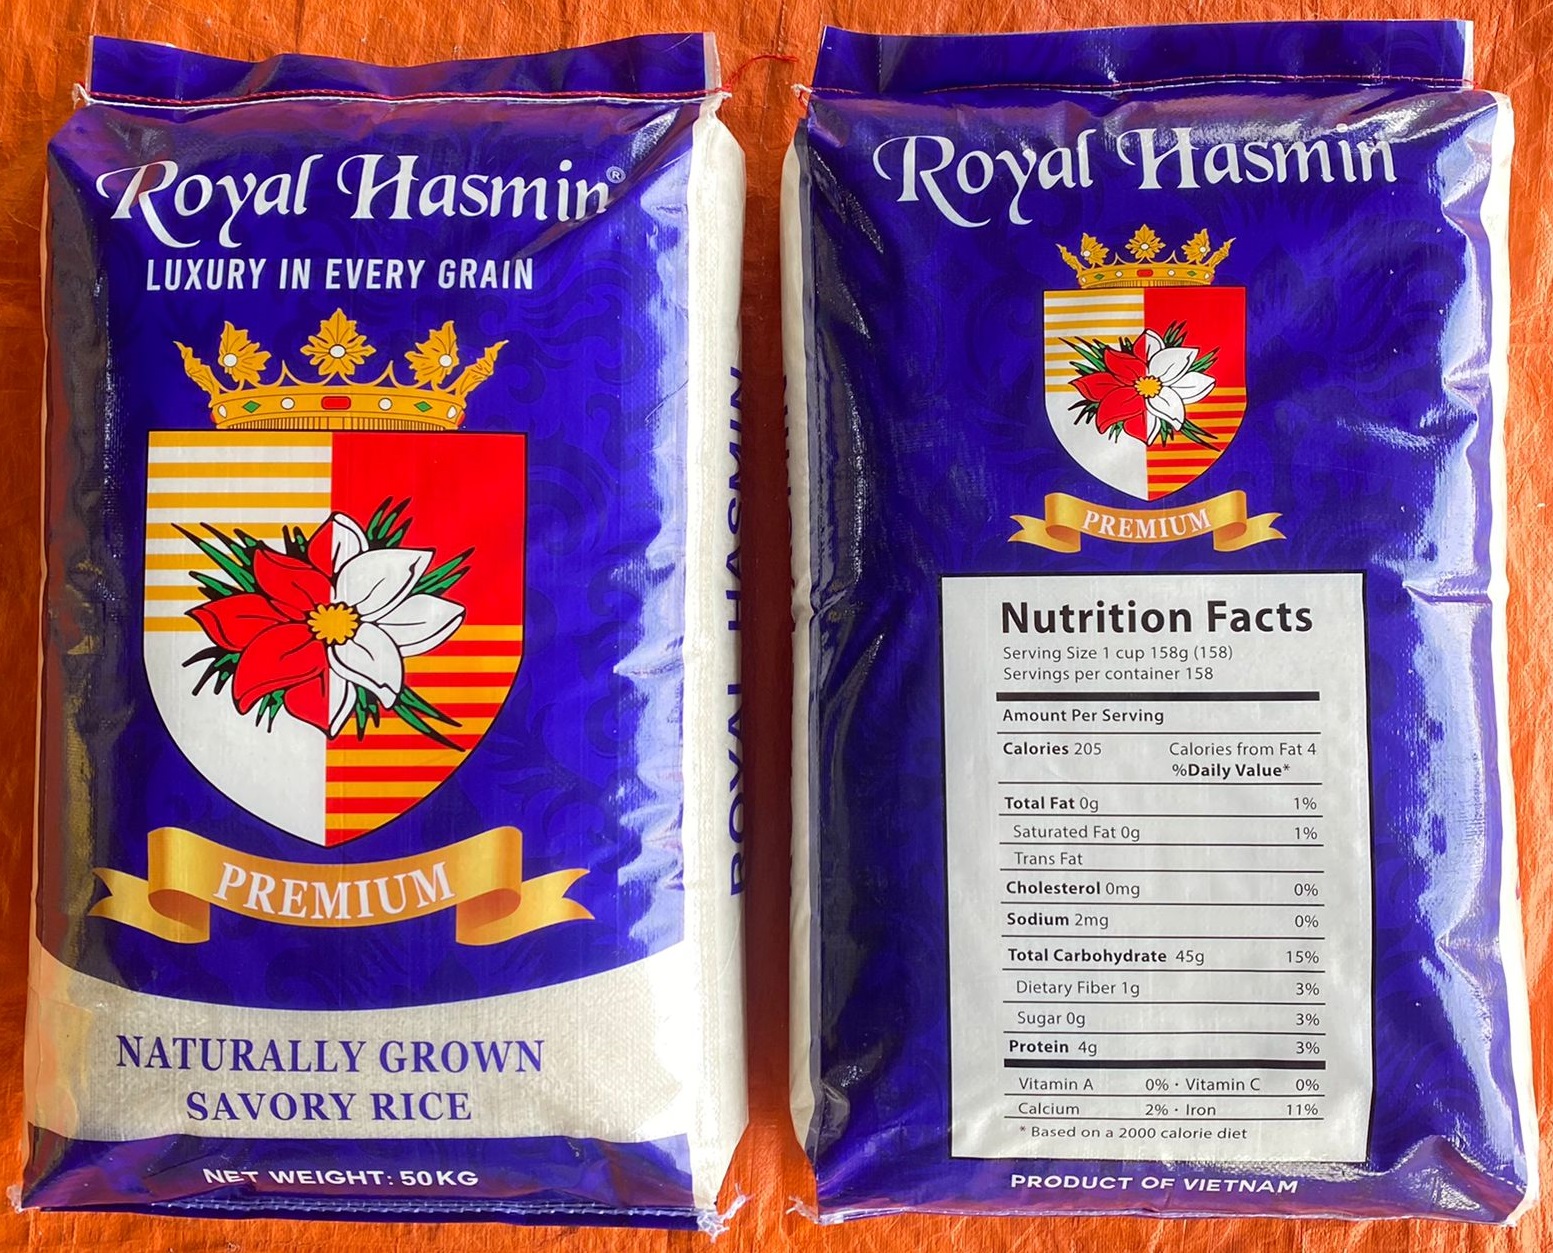 Royal Hasmin®
LUXURY IN EVERY GRAIN
PREMIUM
NATURALLY GROWN
SAVORY RICE
NET WEIGHT: 50KG
ROYAL HASMIN
Royal Hasmin
PREMIUM
Nutrition Facts
Serving Size 1 cup 158g (158)
Servings per container 158
Amount Per Serving
Calories 205 Calories from Fat 4
%Daily Value*
Total Fat 0g 1%
Saturated Fat 0g 1%
Trans Fat
Cholesterol 0mg 0%
Sodium 2mg 0%
Total Carbohydrate 45g 15%
Dietary Fiber 1g 3%
Sugar 0g 3%
Protein 4g 3%
Vitamin A 0% · Vitamin C 0%
Calcium 2% · Iron 11%
* Based on a 2000 calorie diet
PRODUCT OF VIETNAM